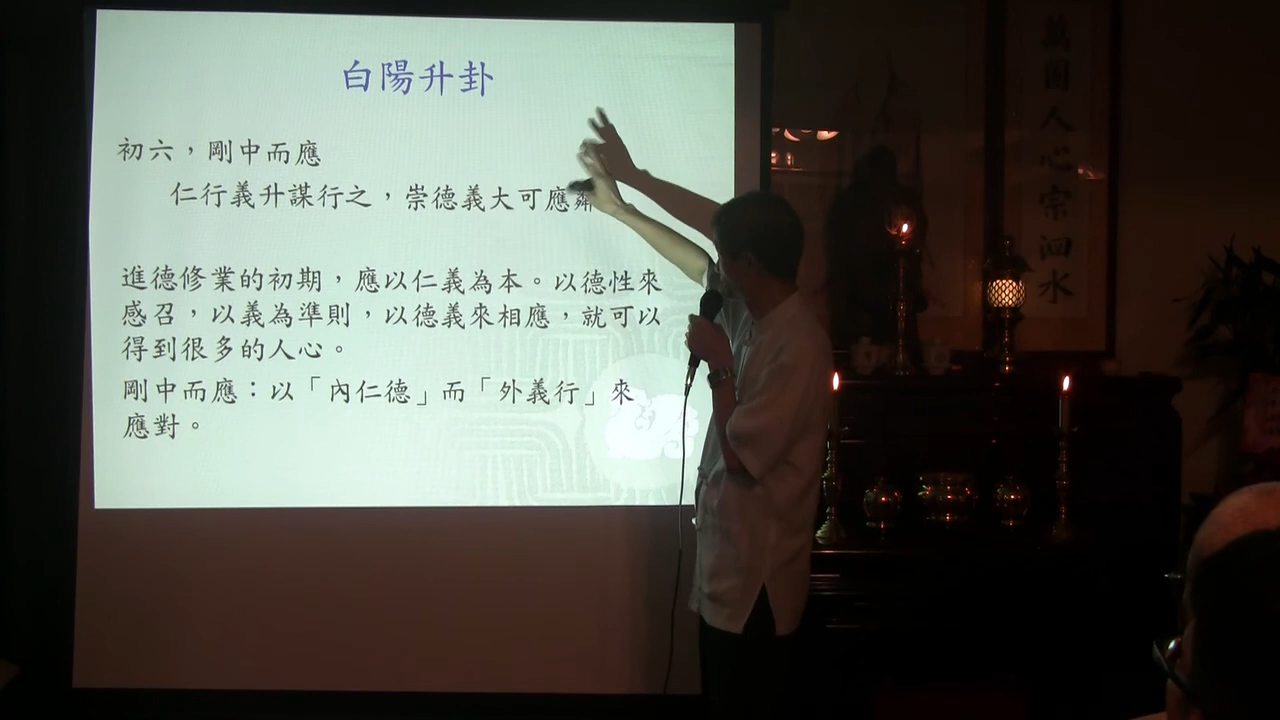 白陽升卦
初六，剛中而應
仁行義升謀行之，崇德義大可應
進德修業的初期，應以仁義為本。以德性來
感召，以義為準則，以德義來相應，就可以
得到很多的人心。
剛中而應：以「內仁德」而「外義行」來
應對。
萬國人心宗泗水